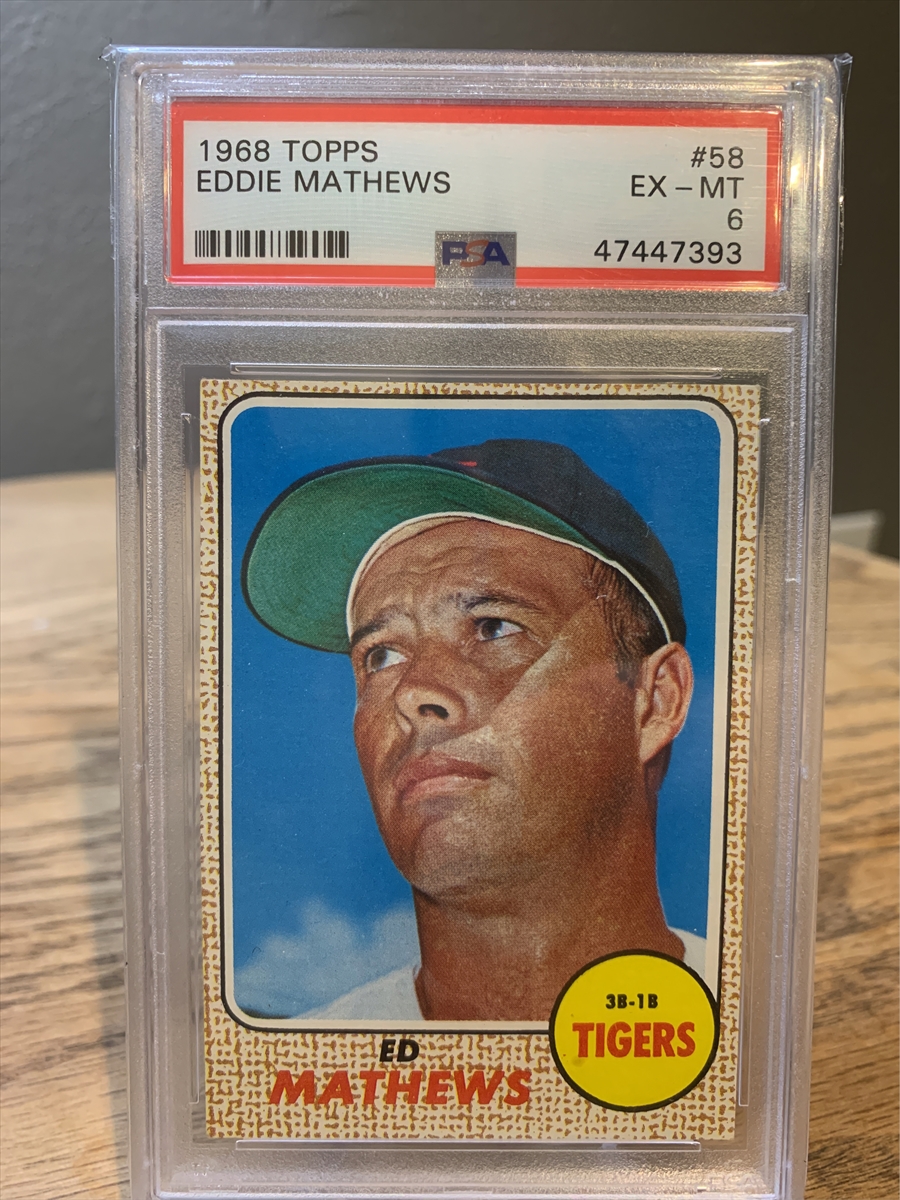 1968 TOPPS
#58
EDDIE MATHEWS
EX - MT
6
PSA
47447393
3B-1B
TIGERS
ED
MATHEWS